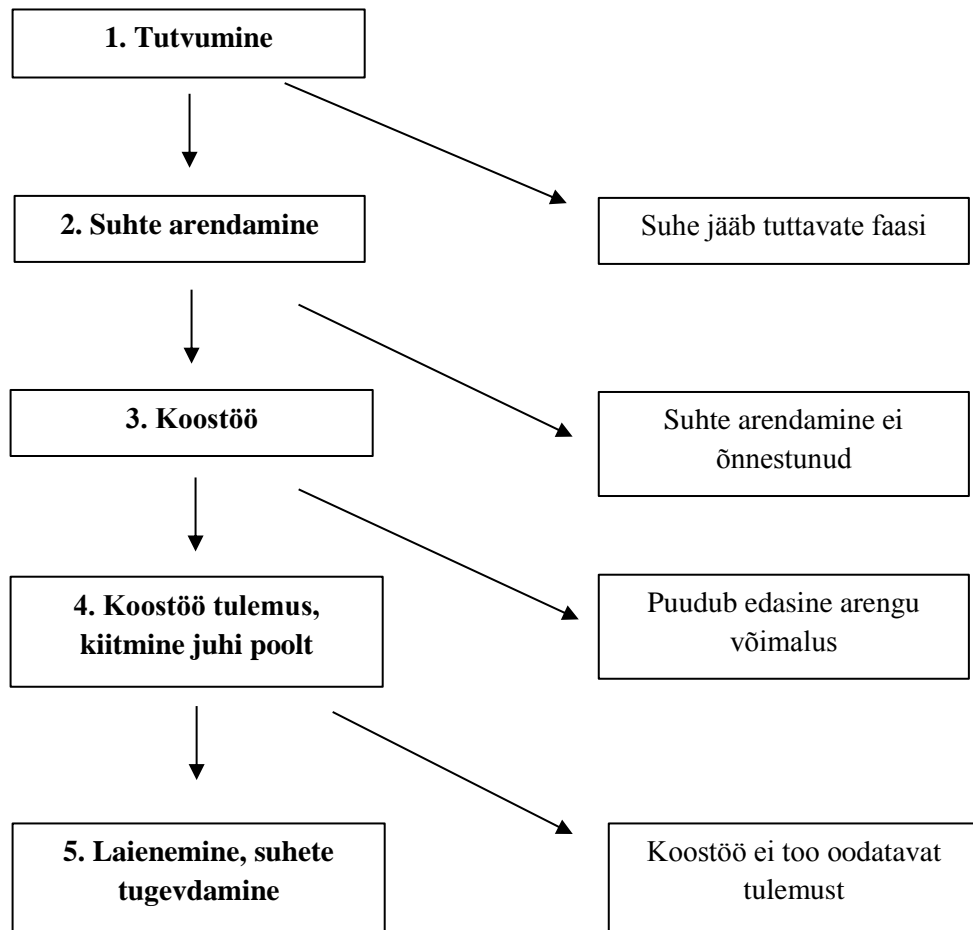 1. Tutvumine
2. Suhte arendamine
Suhe jääb tuttavate faasi
3. Koostöö
Suhte arendamine ei
õnnestunud
4. Koostöö tulemus,
kiitmine juhi poolt
Puudub edasine arengu
võimalus
5. Laienemine, suhete
tugevdamine
Koostöö ei too oodatavat
tulemust